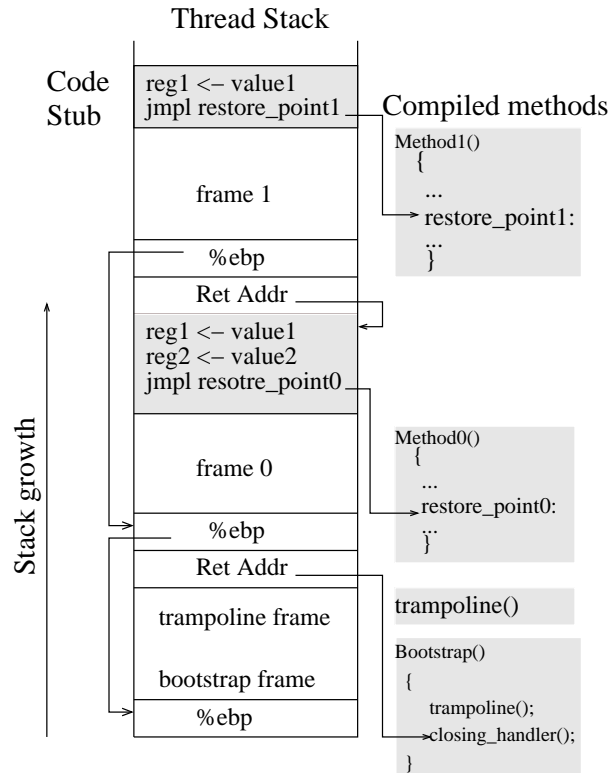 Thread Stack
Code
Stub
reg1 <– value1
jmpl restore_point1
frame 1
%ebp
Ret Addr
reg1 <– value1
reg2 <– value2
jmpl resotre_point0
frame 0
%ebp
Ret Addr
trampoline frame
bootstrap frame
%ebp
Stack growth
Compiled methods
Method1()
{
...
restore_point1:
...
}
Method0()
{
...
restore_point0:
...
}
trampoline()
Bootstrap()
{
trampoline();
closing_handler();
}